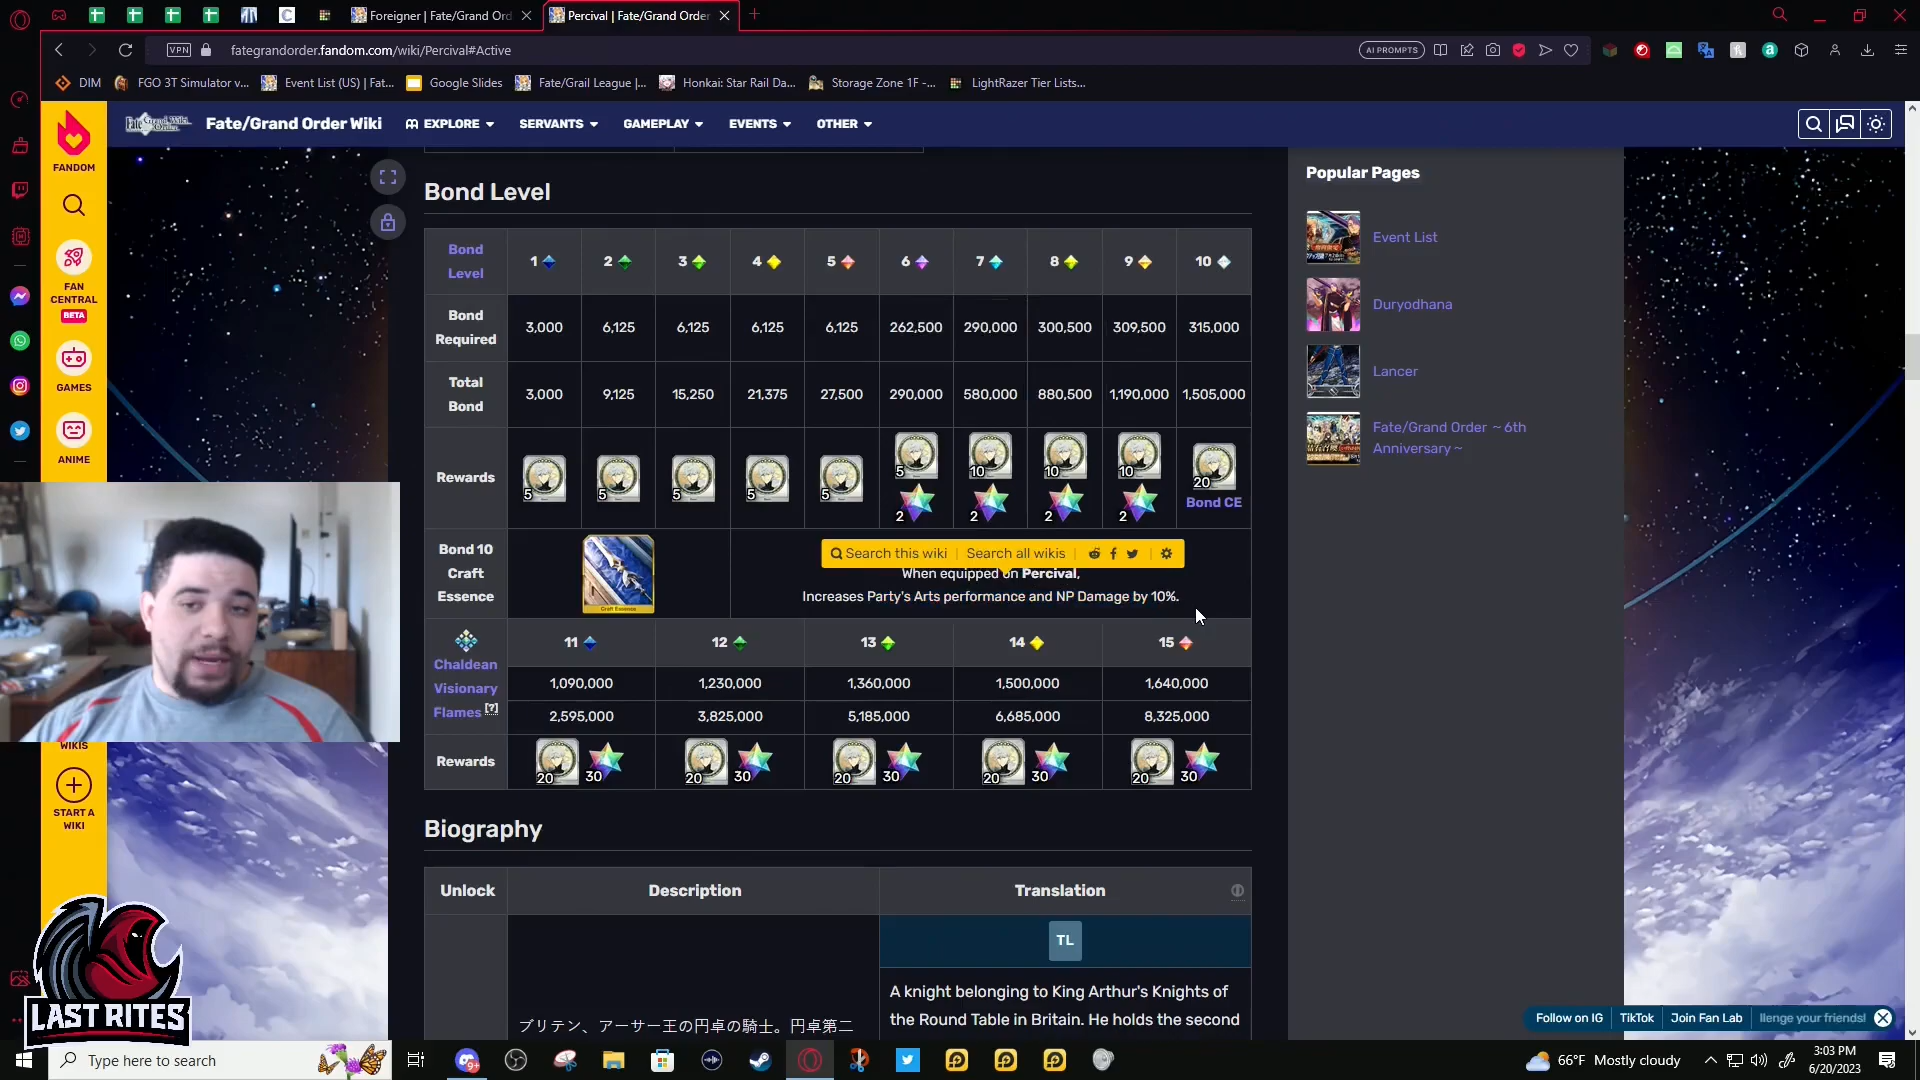 Foreigner | Fate/Grand Ord
Percival | Fate/Grand Order
VPN
fategrandorder.fandom.com/wiki/Percival#Active
AI PROMPTS
DIM
FGO 3T Simulator v...
Event List (US) | Fat...
Google Slides
Fate/Grail League |...
Honkai: Star Rail Da...
Storage Zone 1F -...
LightRazer Tier Lists...
Fate/Grand Order Wiki
EXPLORE
SERVANTS
GAMEPLAY
EVENTS
OTHER
FANDOM
FAN
CENTRAL
BETA
GAMES
ANIME
WIKIS
START A
WIKI
Bond Level
Bond
Level
1
2
3
4
5
6
7
8
9
10
Bond
Required
3,000
6,125
6,125
6,125
6,125
262,500
290,000
300,500
309,500
315,000
Total
Bond
3,000
9,125
15,250
21,375
27,500
290,000
580,000
880,500
1,190,000
1,505,000
Rewards
5
5
5
5
5
5
2
10
2
10
2
10
2
20
Bond CE
Bond 10
Craft
Essence
Craft Essence
Search this wiki
Search all wikis
When equipped on Percival,
Increases Party's Arts performance and NP Damage by 10%.
Chaldean
Visionary
Flames [?]
11
12
13
14
15
1,090,000
1,230,000
1,360,000
1,500,000
1,640,000
2,595,000
3,825,000
5,185,000
6,685,000
8,325,000
Rewards
20
30
20
30
20
30
20
30
20
30
Biography
Unlock
Description
Translation
TL
A knight belonging to King Arthur's Knights of
the Round Table in Britain. He holds the second
ブリテン、アーサー王の円卓の騎士。円卓第二
Popular Pages
Event List
Duryodhana
Lancer
Fate/Grand Order ～6th
Anniversary～
LAST RITES
Follow on IG
TikTok
Join Fan Lab
llenge your friends!
Type here to search
66°F Mostly cloudy
3:03 PM
6/20/2023